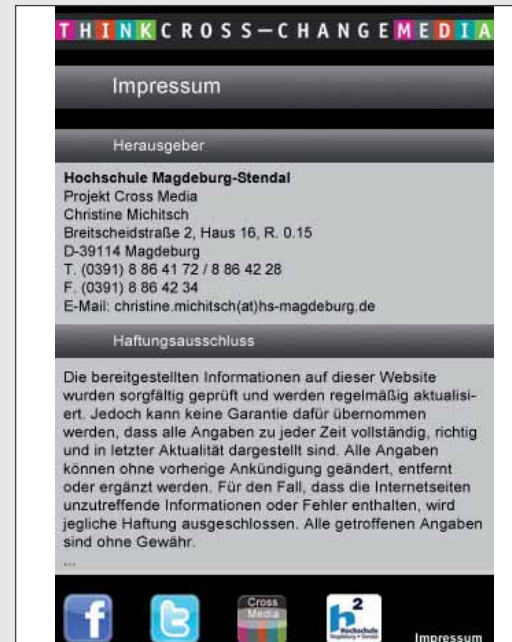 THINKCROSS–CHANGEMEDIA
Impressum
Herausgeber
Hochschule Magdeburg-Stendal
Projekt Cross Media
Christine Michitsch
Breitscheidstraße 2, Haus 16, R. 0.15
D-39114 Magdeburg
T. (0391) 8 86 41 72 / 8 86 42 28
F. (0391) 8 86 42 34
E-Mail: christine.michitsch(at)hs-magdeburg.de
Haftungsausschluss
Die bereitgestellten Informationen auf dieser Website
wurden sorgfältig geprüft und werden regelmäßig aktualisi-
ert. Jedoch kann keine Garantie dafür übernommen
werden, dass alle Angaben zu jeder Zeit vollständig, richtig
und in letzter Aktualität dargestellt sind. Alle Angaben
können ohne vorherige Ankündigung geändert, entfernt
oder ergänzt werden. Für den Fall, dass die Internetseiten
unzutreffende Informationen oder Fehler enthalten, wird
jegliche Haftung ausgeschlossen. Alle getroffenen Angaben
sind ohne Gewähr.
...
f
t
Cross
Media
h2
Hochschule
Magdeburg • Stendal
Impressum